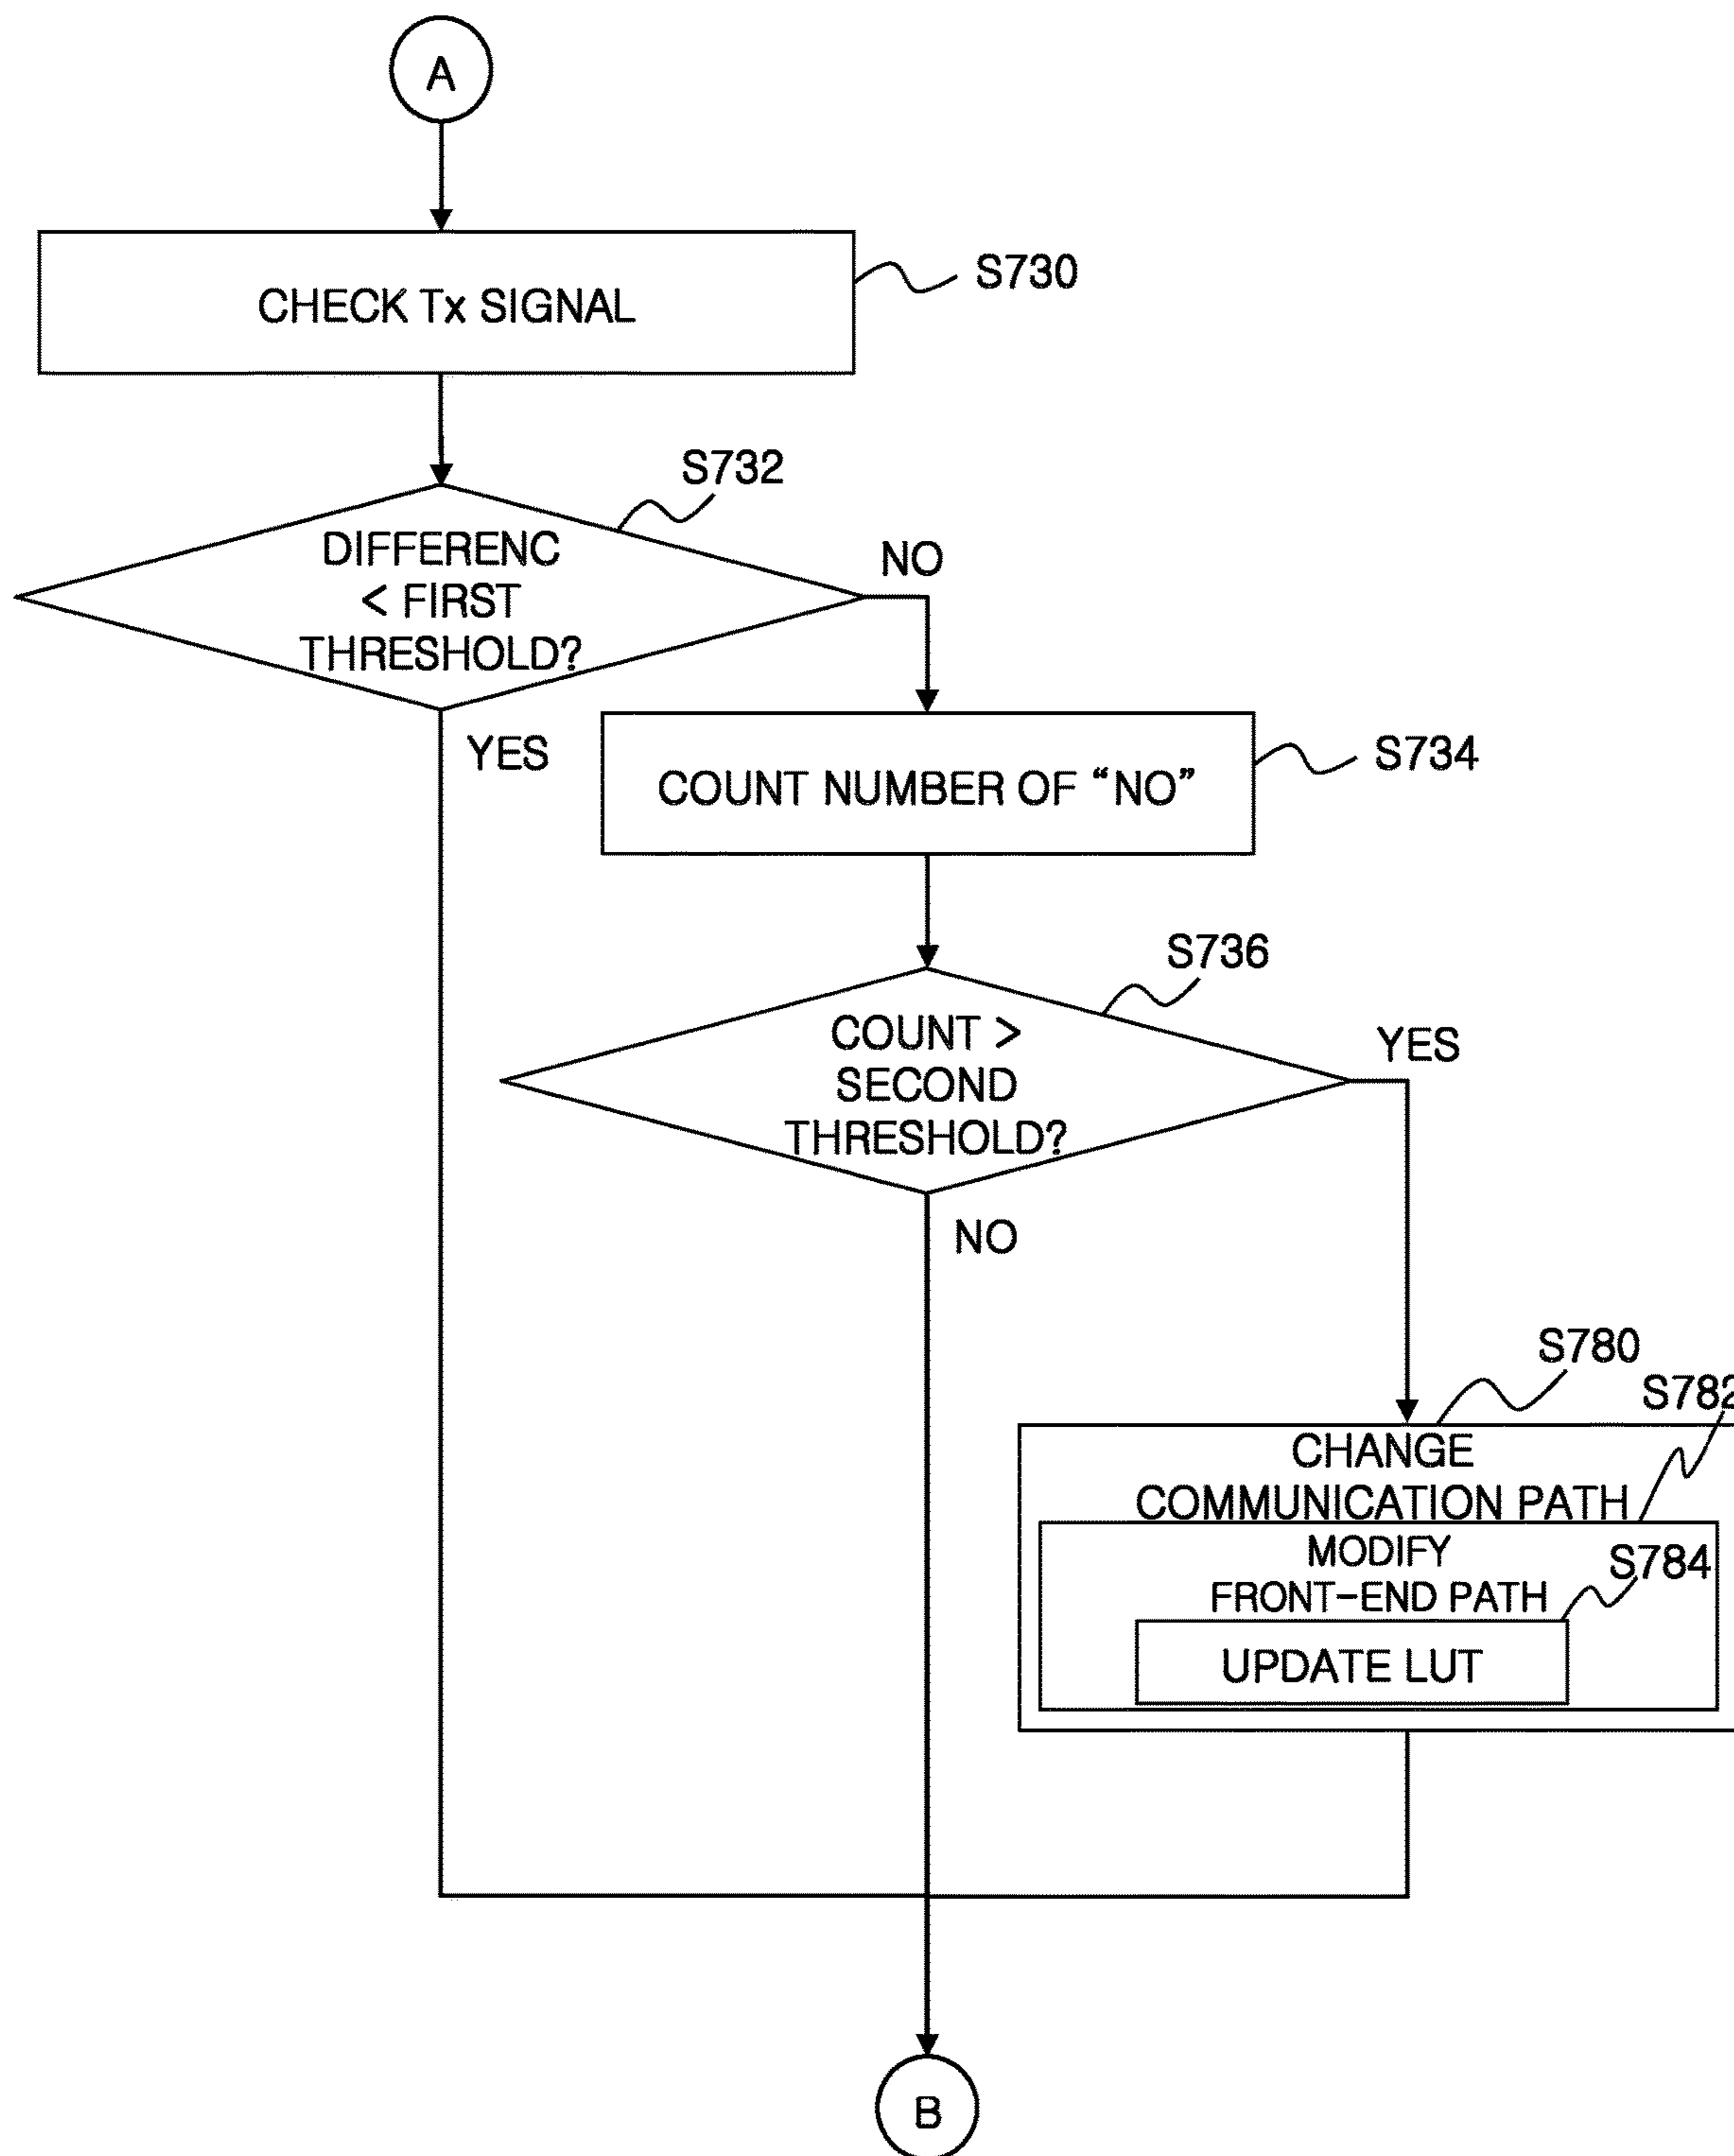 A
CHECK Tx SIGNAL
S730
S732
DIFFERENC
< FIRST
THRESHOLD?
NO
YES
COUNT NUMBER OF “NO”
S734
S736
COUNT >
SECOND
THRESHOLD?
YES
NO
S780
S782
CHANGE
COMMUNICATION PATH
MODIFY
FRONT-END PATH
S784
UPDATE LUT
B